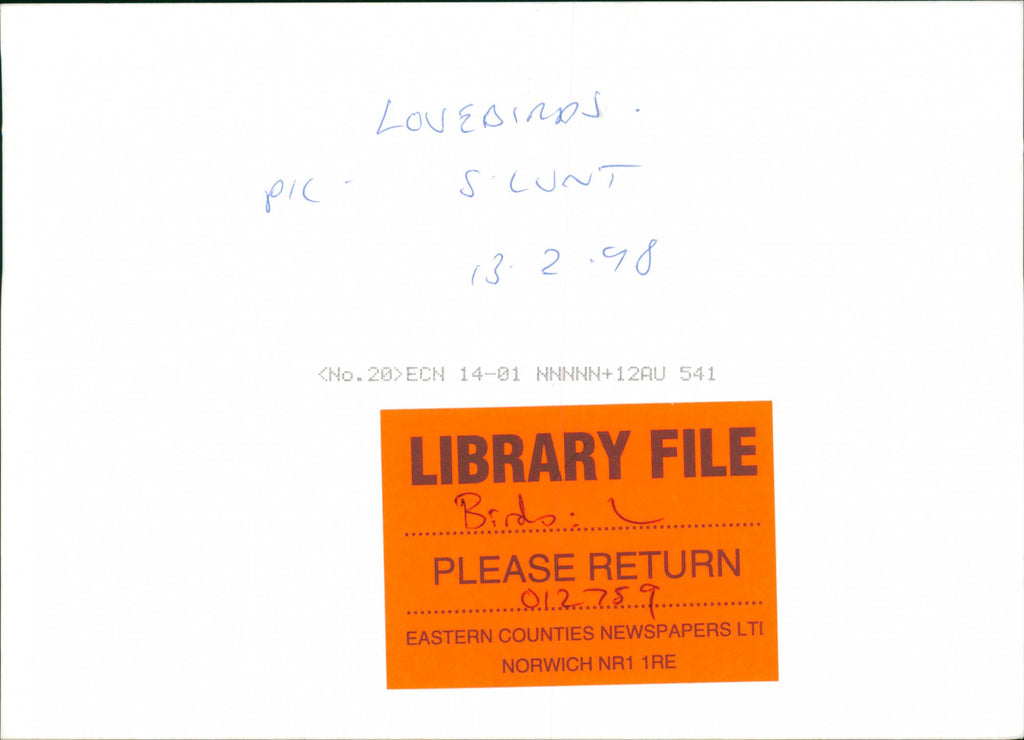 LOVEBIRDS.
PIC - S. LUNT
13.2.98
<No.20>ECN 14-01 NNNNN+12AU 541
LIBRARY FILE
Birds: L
PLEASE RETURN
012759
EASTERN COUNTIES NEWSPAPERS LTD
NORWICH NR1 1RE